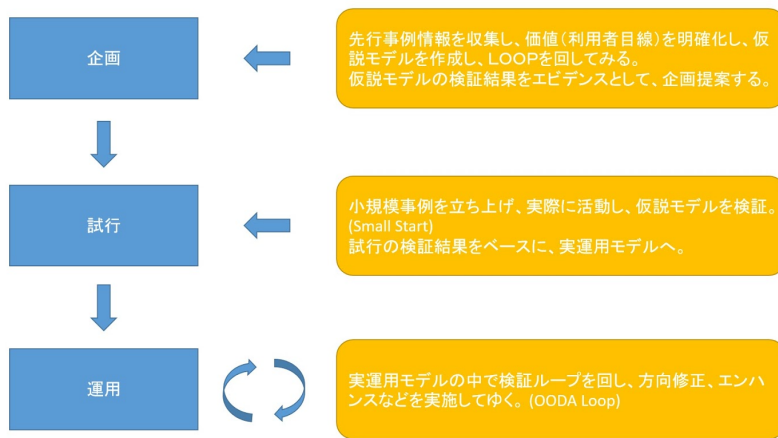 企画
先行事例情報を収集し、価値（利用者目線）を明確化し、仮
説モデルを作成し、LOOPを回してみる。
仮説モデルの検証結果をエビデンスとして、企画提案する。
試行
小規模事例を立ち上げ、実際に活動し、仮説モデルを検証。
(Small Start)
試行の検証結果をベースに、実運用モデルへ。
運用
実運用モデルの中で検証ループを回し、方向修正、エンハ
ンスなどを実施してゆく。(OODA Loop)